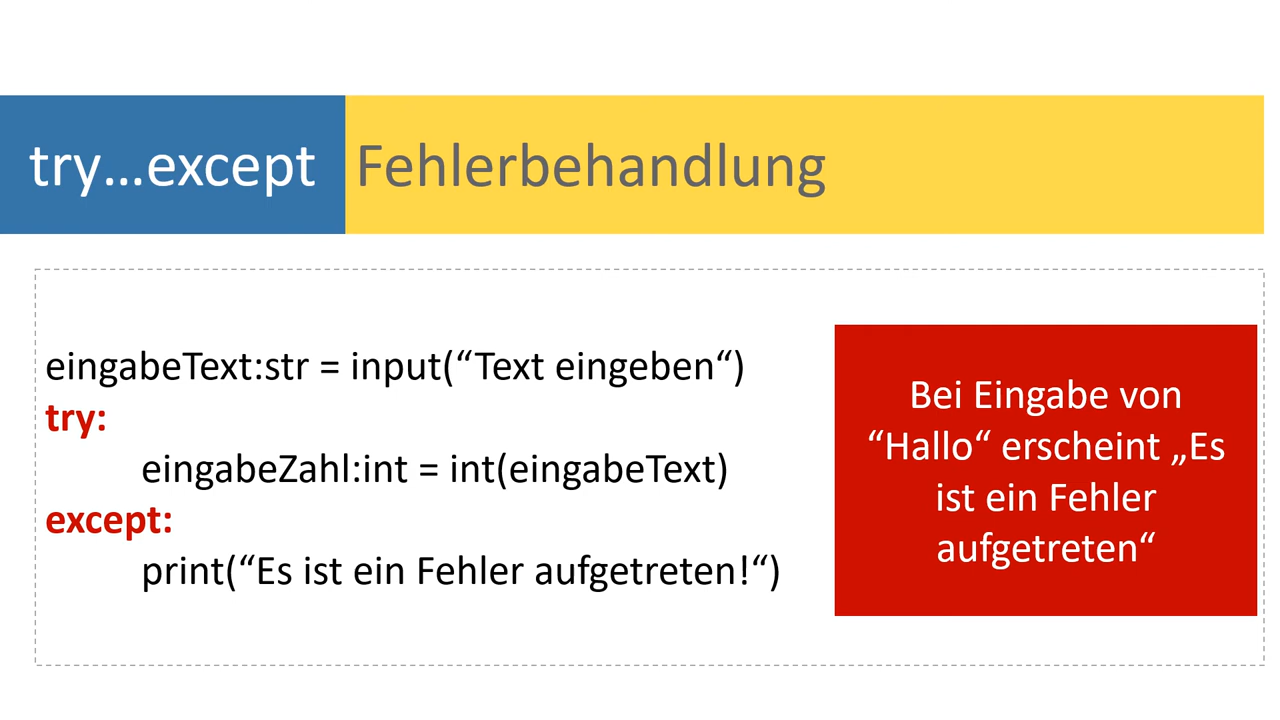 try...except Fehlerbehandlung
eingabeText:str = input(“Text eingeben“)
try:
eingabeZahl:int = int(eingabeText)
except:
print(“Es ist ein Fehler aufgetreten!“)
Bei Eingabe von
“Hallo“ erscheint „Es
ist ein Fehler
aufgetreten“